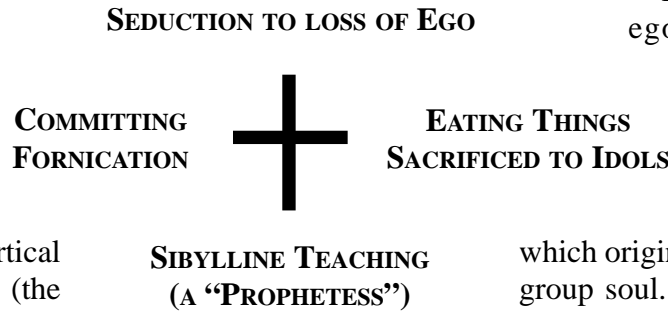 SEDUCTION TO LOSS OF EGO
ego
COMMITTING
FORNICATION
EATING THINGS
SACRIFICED TO IDOLS
rtical
(the
SIBYLLINE TEACHING
(A “PROPHETESS”)
which origin
group soul.